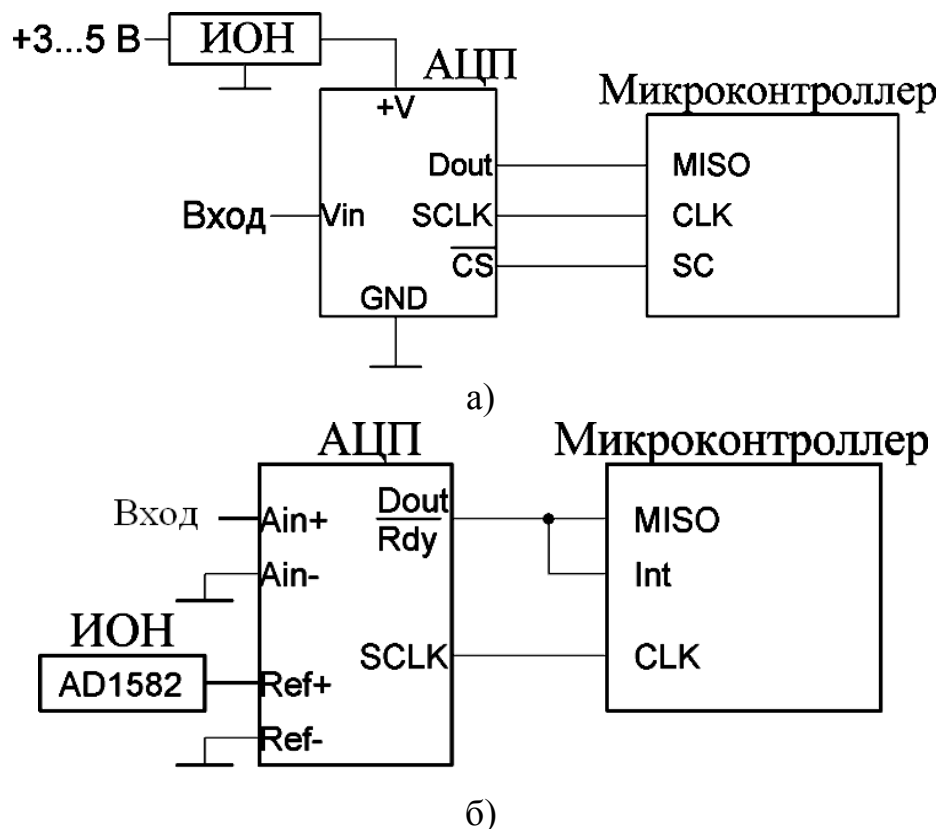 +3...5 В
ИОН
АЦП
Микроконтроллер
+V
Dout
MISO
Вход
Vin
SCLK
CLK
CS
SC
GND
а)
АЦП
Микроконтроллер
Вход
Ain+
Dout
Rdy
MISO
Ain-
Int
ИОН
AD1582
Ref+
SCLK
CLK
Ref-
б)